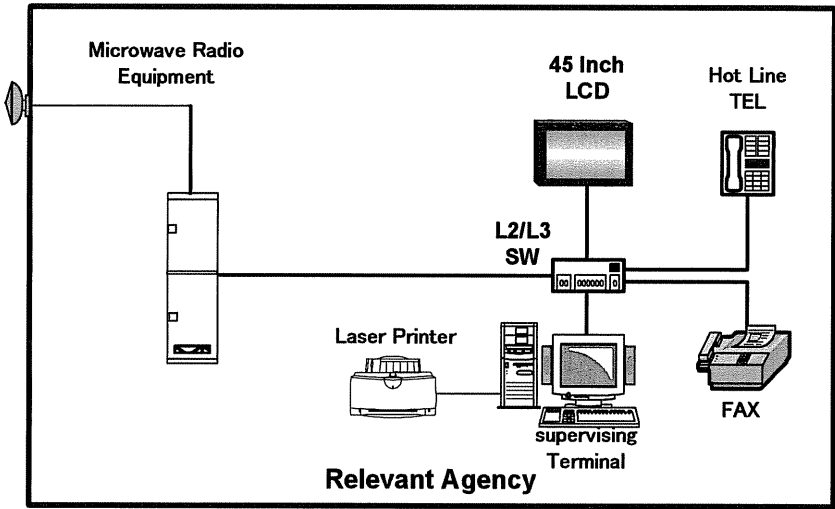 Microwave Radio
Equipment
45 Inch
LCD
Hot Line
TEL
L2/L3
SW
Laser Printer
FAX
supervising
Terminal
Relevant Agency